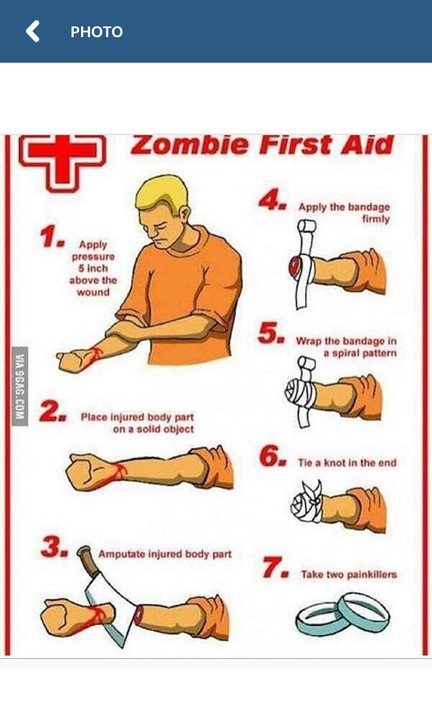 PHOTO
Zombie First Aid
1. Apply
pressure
5 inch
above the
wound
2. Place injured body part
on a solid object
3. Amputate injured body part
4. Apply the bandage
firmly
5. Wrap the bandage in
a spiral pattern
6. Tie a knot in the end
7. Take two painkillers
VIA 9GAG.COM